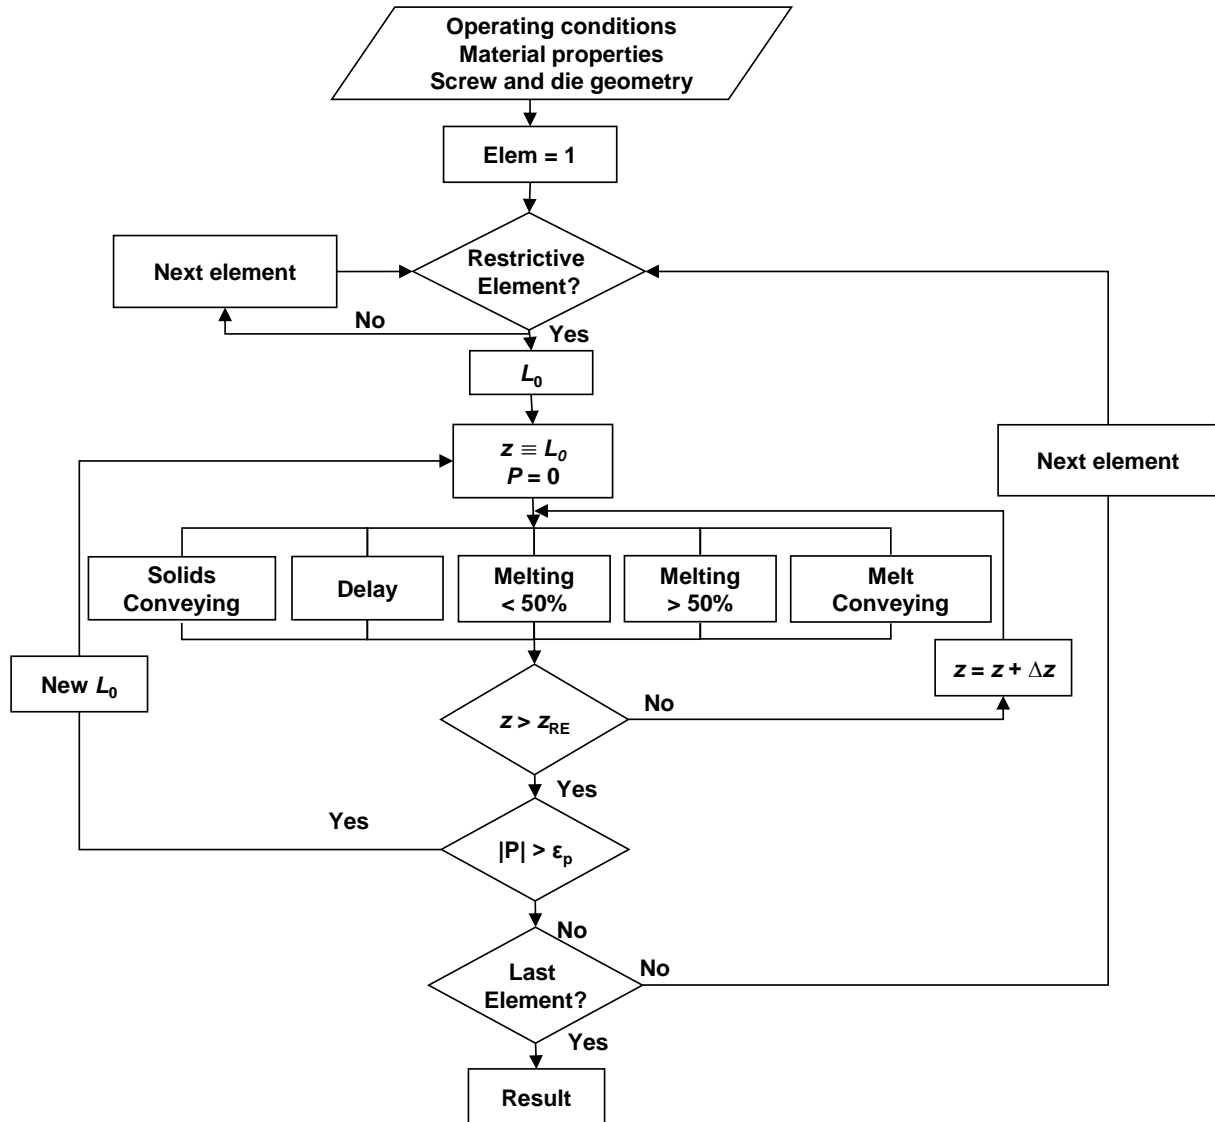 Operating conditions
Material properties
Screw and die geometry
Elem = 1
Restrictive
Element?
Next element
No
Yes
L₀
z ≡ L₀
P = 0
Next element
Solids
Conveying
Delay
Melting
< 50%
Melting
> 50%
Melt
Conveying
New L₀
z = z + Δz
z > z_RE
No
Yes
Yes
|P| > ε_p
No
Last
Element?
No
Yes
Result